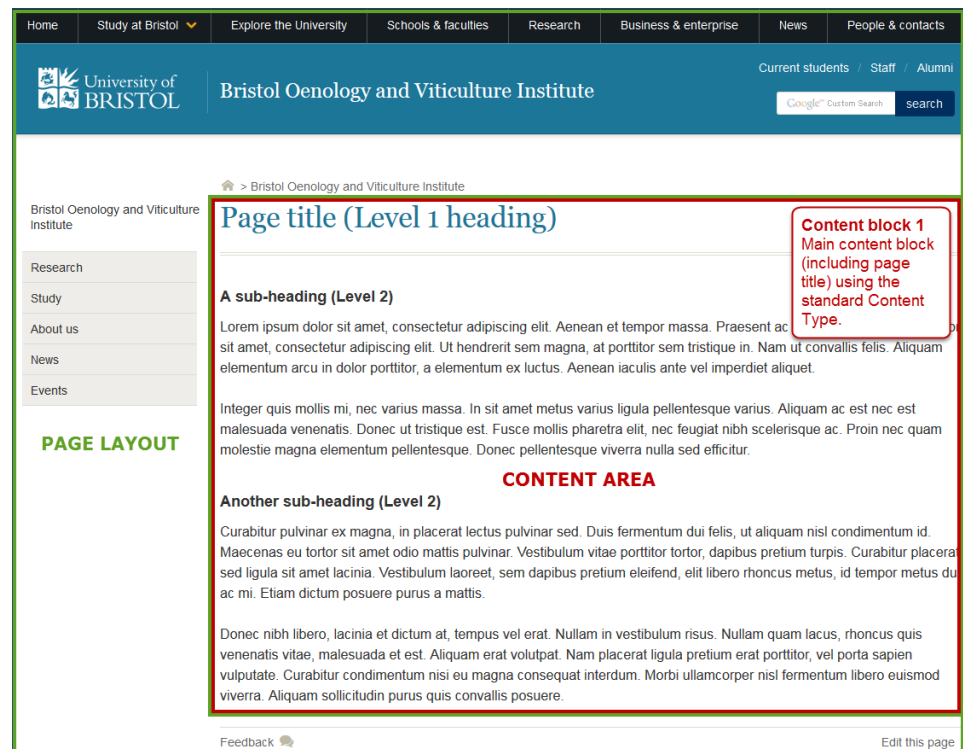 Home Study at Bristol Explore the University Schools & faculties Research Business & enterprise News People & contacts
Current students / Staff / Alumni
University of
BRISTOL
Bristol Oenology and Viticulture Institute
Google™ Custom Search search
> Bristol Oenology and Viticulture Institute
Bristol Oenology and Viticulture
Institute
Research
Study
About us
News
Events
PAGE LAYOUT
Page title (Level 1 heading)
Content block 1
Main content block
(including page
title) using the
standard Content
Type.
A sub-heading (Level 2)
Lorem ipsum dolor sit amet, consectetur adipiscing elit. Aenean et tempor massa. Praesent ac
sit amet, consectetur adipiscing elit. Ut hendrerit sem magna, at porttitor sem tristique in. Nam ut convallis felis. Aliquam
elementum arcu in dolor porttitor, a elementum ex luctus. Aenean iaculis ante vel imperdiet aliquet.
Integer quis mollis mi, nec varius massa. In sit amet metus varius ligula pellentesque varius. Aliquam ac est nec est
malesuada venenatis. Donec ut tristique est. Fusce mollis pharetra elit, nec feugiat nibh scelerisque ac. Proin nec quam
molestie magna elementum pellentesque. Donec pellentesque viverra nulla sed efficitur.
CONTENT AREA
Another sub-heading (Level 2)
Curabitur pulvinar ex magna, in placerat lectus pulvinar sed. Duis fermentum dui felis, ut aliquam nisl condimentum id.
Maecenas eu tortor sit amet odio mattis pulvinar. Vestibulum vitae porttitor tortor, dapibus pretium turpis. Curabitur placerat
sed ligula sit amet lacinia. Vestibulum laoreet, sem dapibus pretium eleifend, elit libero rhoncus metus, id tempor metus du
ac mi. Etiam dictum posuere purus a mattis.
Donec nibh libero, lacinia et dictum at, tempus vel erat. Nullam in vestibulum risus. Nullam quam lacus, rhoncus quis
venenatis vitae, malesuada et est. Aliquam erat volutpat. Nam placerat ligula pretium erat porttitor, vel porta sapien
vulputate. Curabitur condimentum nisi eu magna consequat interdum. Morbi ullamcorper nisl fermentum libero euismod
viverra. Aliquam sollicitudin purus quis convallis posuere.
Feedback Edit this page